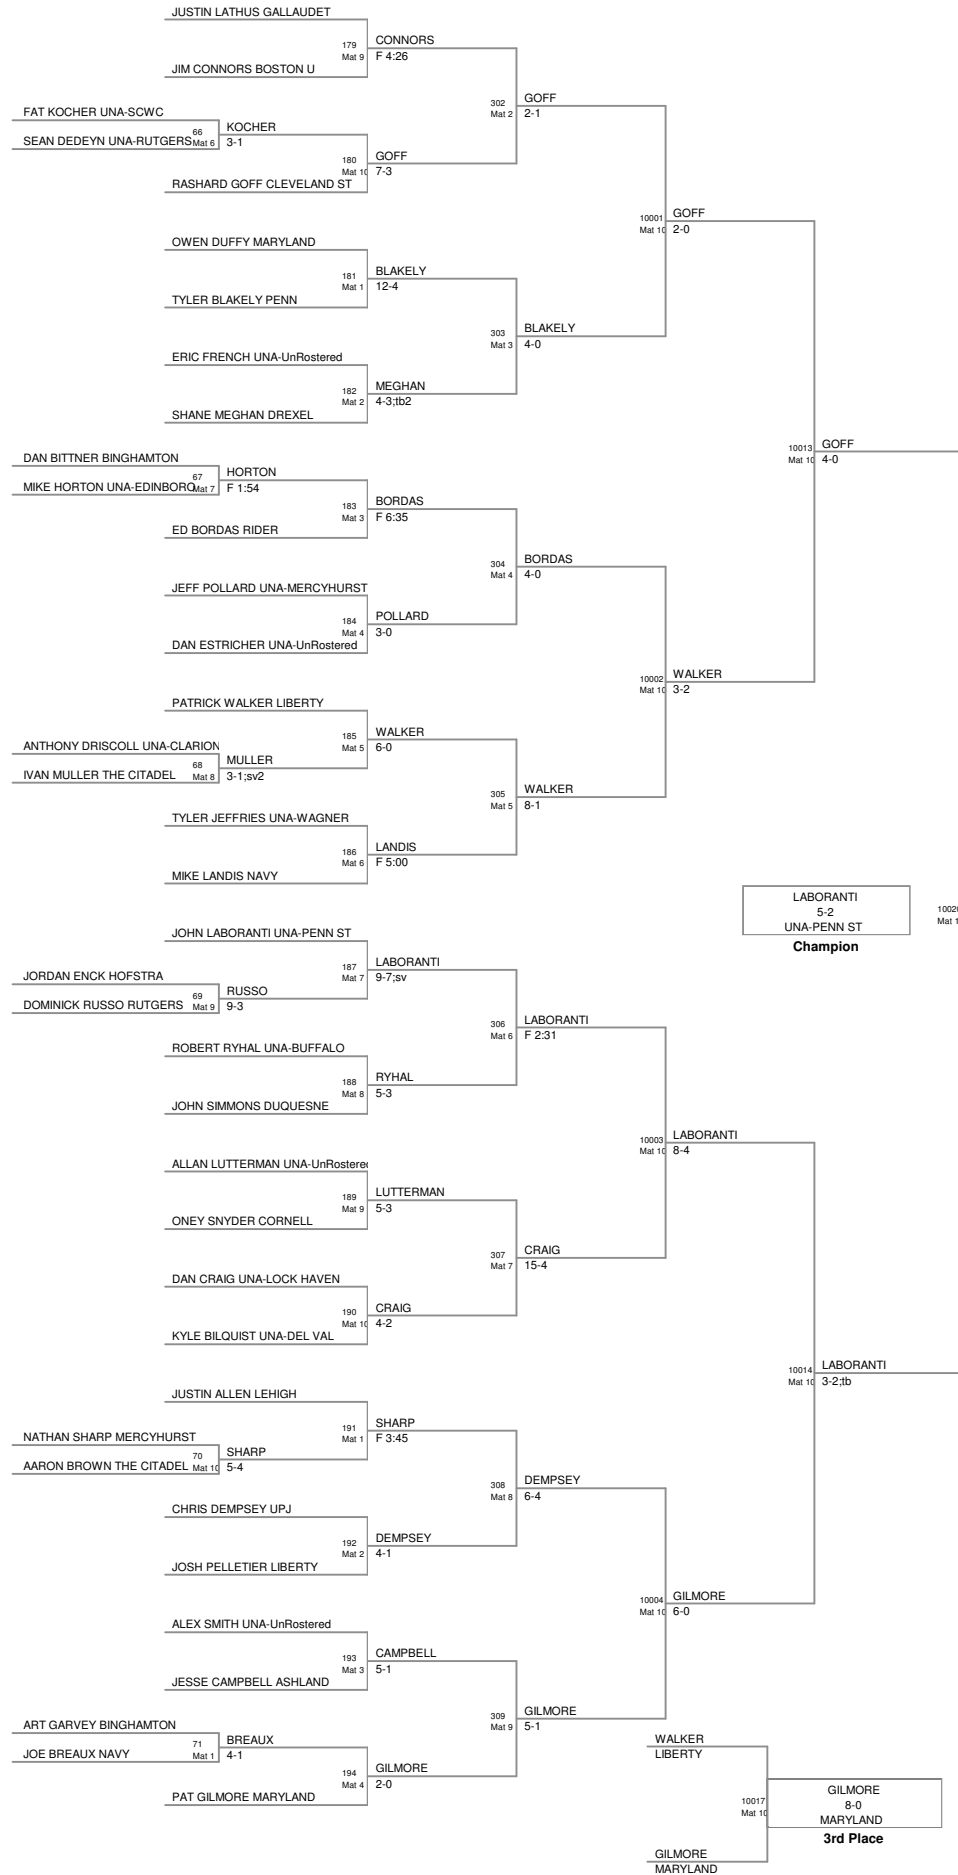 JUSTIN LATHUS GALLAUDET
179 CONNORS
Mat 9 F 4:26
JIM CONNORS BOSTON U
302 GOFF
Mat 2 2-1
FAT KOCHER UNA-SCWC
66 KOCHER
SEAN DEDEYN UNA-RUTGERS Mat 6 3-1
180 GOFF
Mat 10 7-3
RASHARD GOFF CLEVELAND ST
10001 GOFF
Mat 10 2-0
OWEN DUFFY MARYLAND
181 BLAKELY
Mat 1 12-4
TYLER BLAKELY PENN
303 BLAKELY
Mat 3 4-0
ERIC FRENCH UNA-UnRostered
182 MEGHAN
Mat 2 4-3;tb2
SHANE MEGHAN DREXEL
10013 GOFF
Mat 10 4-0
DAN BITTNER BINGHAMTON
67 HORTON
MIKE HORTON UNA-EDINBORO Mat 7 F 1:54
183 BORDAS
Mat 3 F 6:35
ED BORDAS RIDER
304 BORDAS
Mat 4 4-0
JEFF POLLARD UNA-MERCYHURST
184 POLLARD
Mat 4 3-0
DAN ESTRICHER UNA-UnRostered
10002 WALKER
Mat 10 3-2
PATRICK WALKER LIBERTY
185 WALKER
Mat 5 6-0
ANTHONY DRISCOLL UNA-CLARION
68 MULLER
IVAN MULLER THE CITADEL Mat 8 3-1;sv2
305 WALKER
Mat 5 8-1
TYLER JEFFRIES UNA-WAGNER
186 LANDIS
Mat 6 F 5:00
MIKE LANDIS NAVY
LABORANTI
5-2
UNA-PENN ST
Champion
1002
Mat 1
JOHN LABORANTI UNA-PENN ST
187 LABORANTI
Mat 7 9-7;sv
JORDAN ENCK HOFSTRA
69 RUSSO
DOMINICK RUSSO RUTGERS Mat 9 9-3
306 LABORANTI
Mat 6 F 2:31
ROBERT RYHAL UNA-BUFFALO
188 RYHAL
Mat 8 5-3
JOHN SIMMONS DUQUESNE
10003 LABORANTI
Mat 10 8-4
ALLAN LUTTERMAN UNA-UnRostered
189 LUTTERMAN
Mat 9 5-3
ONEY SNYDER CORNELL
307 CRAIG
Mat 7 15-4
DAN CRAIG UNA-LOCK HAVEN
190 CRAIG
Mat 10 4-2
KYLE BILQUIST UNA-DEL VAL
10014 LABORANTI
Mat 10 3-2;tb
JUSTIN ALLEN LEHIGH
191 SHARP
Mat 1 F 3:45
NATHAN SHARP MERCYHURST
70 SHARP
AARON BROWN THE CITADEL Mat 10 5-4
308 DEMPSEY
Mat 8 6-4
CHRIS DEMPSEY UPJ
192 DEMPSEY
Mat 2 4-1
JOSH PELLETIER LIBERTY
10004 GILMORE
Mat 10 6-0
ALEX SMITH UNA-UnRostered
193 CAMPBELL
Mat 3 5-1
JESSE CAMPBELL ASHLAND
309 GILMORE
Mat 9 5-1
ART GARVEY BINGHAMTON
71 BREAUX
JOE BREAUX NAVY Mat 1 4-1
194 GILMORE
Mat 4 2-0
PAT GILMORE MARYLAND
WALKER
LIBERTY
10017
Mat 10
GILMORE
8-0
MARYLAND
3rd Place
GILMORE
MARYLAND